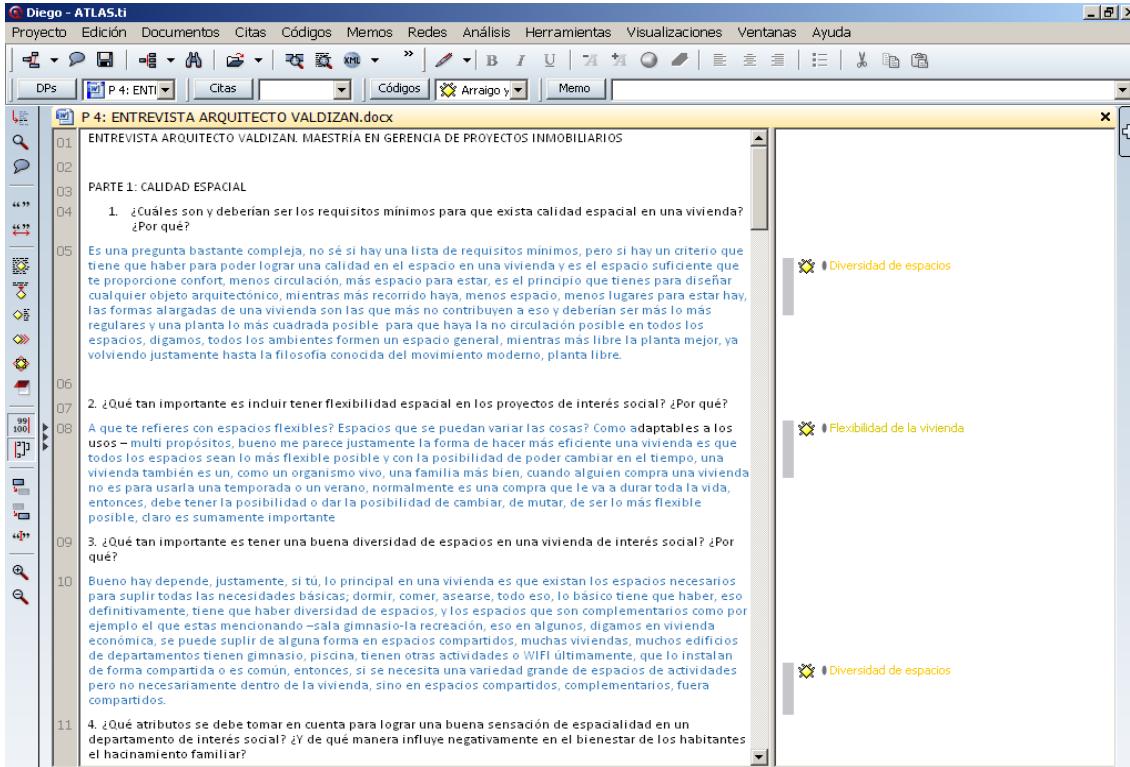 Diego - ATLAS.ti
Proyecto Edición Documentos Citas Códigos Memos Redes Análisis Herramientas Visualizaciones Ventanas Ayuda
XML » B I U
DPs P 4: ENTI Citas Códigos Arraigo y Memo
P 4: ENTREVISTA ARQUITECTO VALDIZAN.docx
01 ENTREVISTA ARQUITECTO VALDIZAN. MAESTRÍA EN GERENCIA DE PROYECTOS INMOBILIARIOS
02
03 PARTE 1: CALIDAD ESPACIAL
04 1. ¿Cuáles son y deberían ser los requisitos mínimos para que exista calidad espacial en una vivienda?
¿Por qué?
05 Es una pregunta bastante compleja, no sé si hay una lista de requisitos mínimos, pero si hay un criterio que
tiene que haber para poder lograr una calidad en el espacio en una vivienda y es el espacio suficiente que
te proporcione confort, menos circulación, más espacio para estar, es el principio que tienes para diseñar
cualquier objeto arquitectónico, mientras más recorrido haya, menos espacio, menos lugares para estar hay,
las formas alargadas de una vivienda son las que más no contribuyen a eso y deberían ser más lo más
regulares y una planta lo más cuadrada posible para que haya la no circulación posible en todos los
espacios, digamos, todos los ambientes formen un espacio general, mientras más libre la planta mejor, ya
volviendo justamente hasta la filosofía conocida del movimiento moderno, planta libre.
Diversidad de espacios
06
07 2. ¿Qué tan importante es incluir tener flexibilidad espacial en los proyectos de interés social? ¿Por qué?
08 A que te refieres con espacios flexibles? Espacios que se puedan variar las cosas? Como adaptables a los
usos – multi propósitos, bueno me parece justamente la forma de hacer más eficiente una vivienda es que
todos los espacios sean lo más flexible posible y con la posibilidad de poder cambiar en el tiempo, una
vivienda también es un, como un organismo vivo, una familia más bien, cuando alguien compra una vivienda
no es para usarla una temporada o un verano, normalmente es una compra que le va a durar toda la vida,
entonces, debe tener la posibilidad o dar la posibilidad de cambiar, de mutar, de ser lo más flexible
posible, claro es sumamente importante
Flexibilidad de la vivienda
09 3. ¿Qué tan importante es tener una buena diversidad de espacios en una vivienda de interés social? ¿Por
qué?
10 Bueno hay depende, justamente, si tú, lo principal en una vivienda es que existan los espacios necesarios
para suplir todas las necesidades básicas; dormir, comer, asearse, todo eso, lo básico tiene que haber, eso
definitivamente, tiene que haber diversidad de espacios, y los espacios que son complementarios como por
ejemplo el que estas mencionando –sala gimnasio-la recreación, eso en algunos, digamos en vivienda
económica, se puede suplir de alguna forma en espacios compartidos, muchas viviendas, muchos edificios
de departamentos tienen gimnasio, piscina, tienen otras actividades o WIFI últimamente, que lo instalan
de forma compartida o es común, entonces, si se necesita una variedad grande de espacios de actividades
pero no necesariamente dentro de la vivienda, sino en espacios compartidos, complementarios, fuera
compartidos.
Diversidad de espacios
11 4. ¿Qué atributos se debe tomar en cuenta para lograr una buena sensación de espacialidad en un
departamento de interés social? ¿Y de qué manera influye negativamente en el bienestar de los habitantes
el hacinamiento familiar?